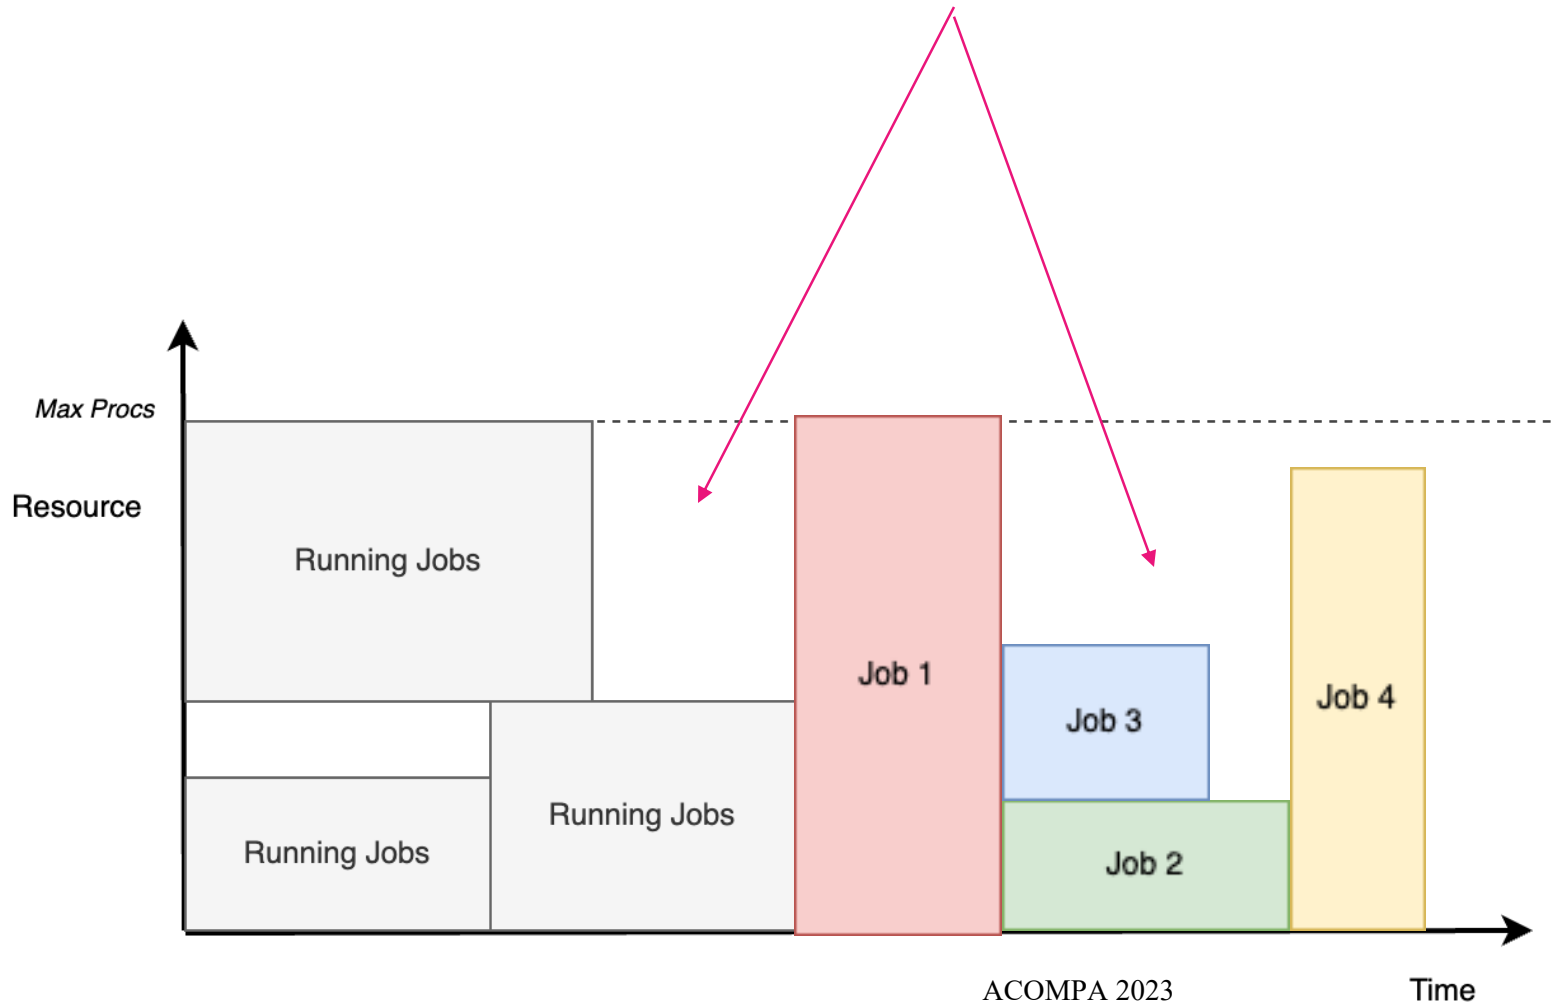 Max Procs
Resource
Running Jobs
Job 1
Job 3
Job 4
Running Jobs
Running Jobs
Job 2
ACOMPA 2023
Time